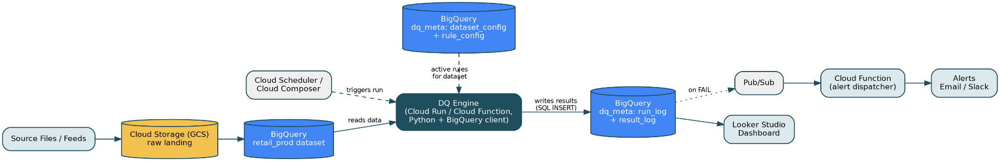 BigQuery
dq_meta: dataset_config
+ rule_config
active rules
for dataset
Cloud Scheduler /
Cloud Composer
triggers run
Source Files / Feeds
Cloud Storage (GCS)
raw landing
BigQuery
retail_prod dataset
reads data
DQ Engine
(Cloud Run / Cloud Function,
Python + BigQuery client)
writes results
(SQL INSERT)
BigQuery
dq_meta: run_log
+ result_log
on FAIL
Pub/Sub
Cloud Function
(alert dispatcher)
Alerts
Email / Slack
Looker Studio
Dashboard